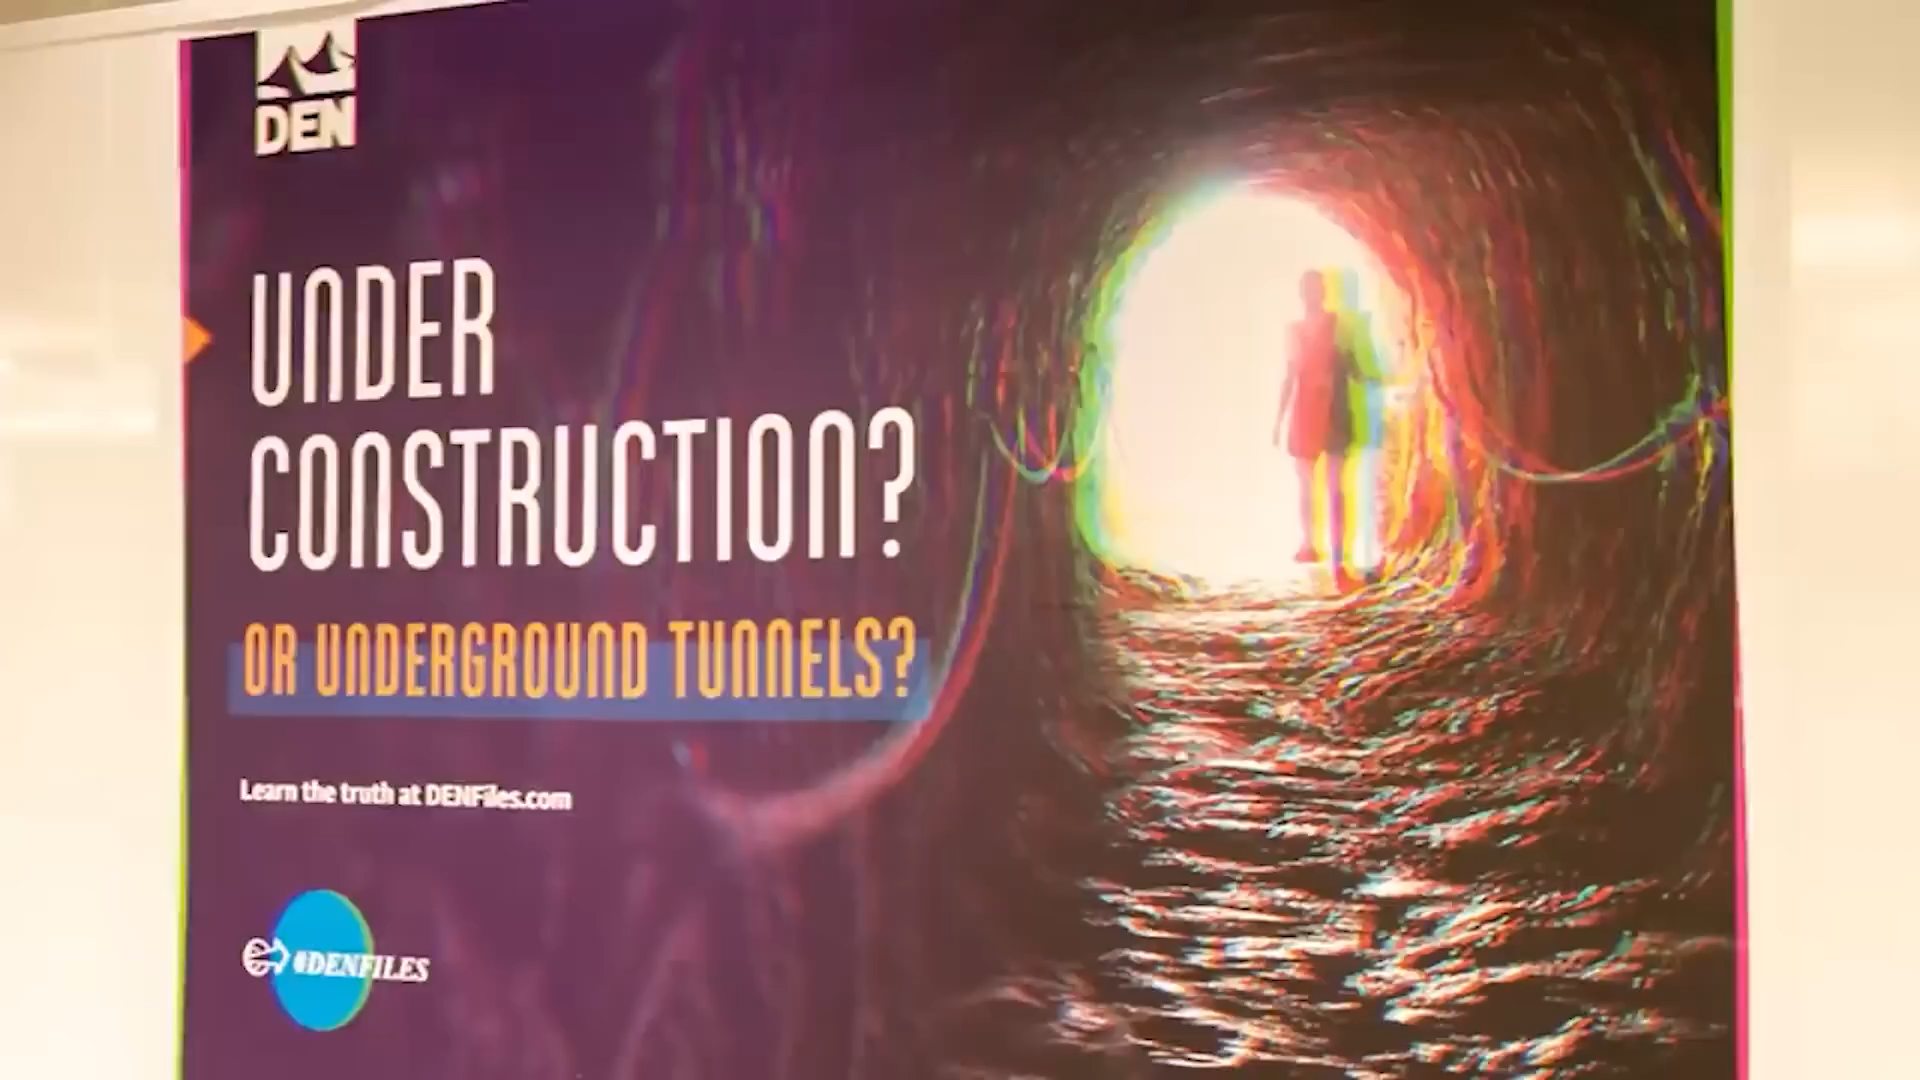 DEN
UNDER
CONSTRUCTION?
OR UNDERGROUND TUNNELS?
Learn the truth at DENFiles.com
#DENFILES